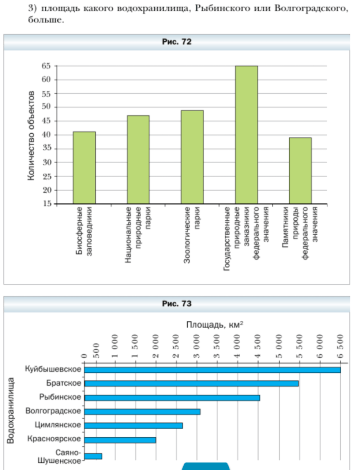 3) площадь какого водохранилища, Рыбинского или Волгоградского,
больше.
Рис. 72
Количество объектов
65
60
55
50
45
40
35
30
25
20
15
Биосферные
заповедники
Национальные
природные
парки
Зоологические
парки
Государственные
природные
заказники
федерального
значения
Памятники
природы
федерального
значения
Рис. 73
Площадь, км²
0
500
1 000
1 500
2 000
2 500
3 000
3 500
4 000
4 500
5 000
5 500
6 000
6 500
Водохранилища
Куйбышевское
Братское
Рыбинское
Волгоградское
Цимлянское
Красноярское
Саяно-
Шушенское